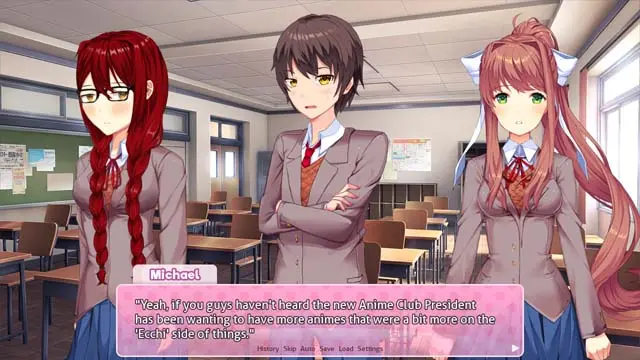 Michael
"Yeah, if you guys haven't heard the new Anime Club President
has been wanting to have more animes that were a bit more on the
'Ecchi' side of things."
History Skip Auto Save Load Settings